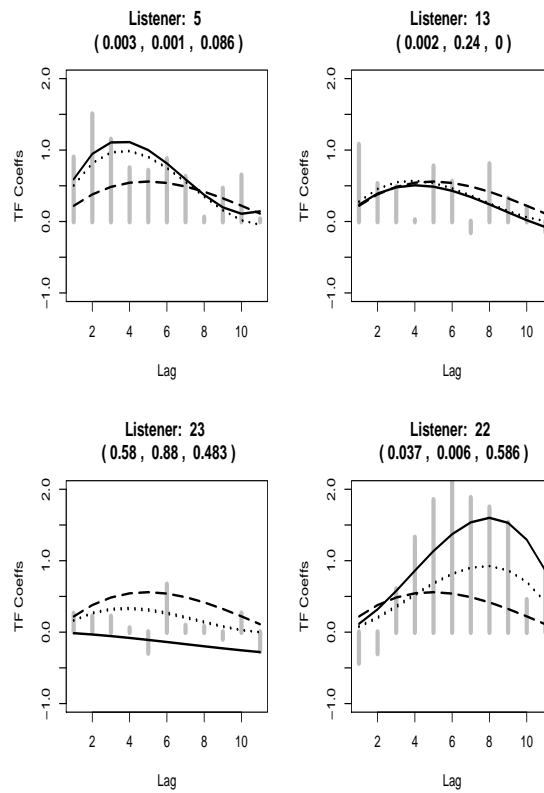 Listener: 5
( 0.003 , 0.001 , 0.086 )
TF Coeffs
2.0
1.0
0.0
−1.0
2 4 6 8 10
Lag
Listener: 13
( 0.002 , 0.24 , 0 )
TF Coeffs
2.0
1.0
0.0
−1.0
2 4 6 8 10
Lag
Listener: 23
( 0.58 , 0.88 , 0.483 )
TF Coeffs
2.0
1.0
0.0
−1.0
2 4 6 8 10
Lag
Listener: 22
( 0.037 , 0.006 , 0.586 )
TF Coeffs
2.0
1.0
0.0
−1.0
2 4 6 8 10
Lag